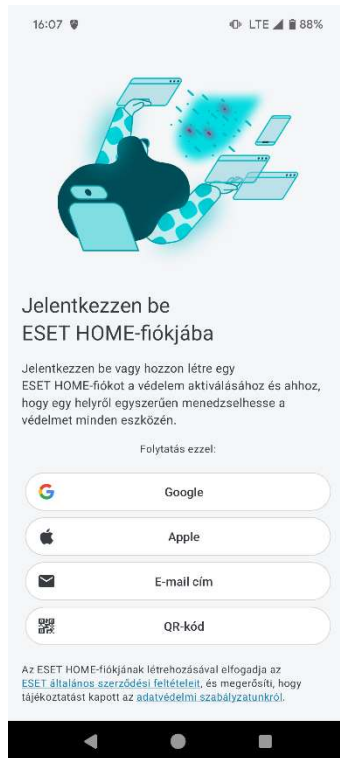 16:07 LTE 88%
Jelentkezzen be
ESET HOME-fiókjába
Jelentkezzen be vagy hozzon létre egy
ESET HOME-fiókot a védelem aktiválásához és ahhoz,
hogy egy helyről egyszerűen menedzselhesse a
védelmet minden eszközén.
Folytatás ezzel:
Google
Apple
E-mail cím
QR-kód
Az ESET HOME-fiókjának létrehozásával elfogadja az
ESET általános szerződési feltételeit, és megerősíti, hogy
tájékoztatást kapott az adatvédelmi szabályzatunkról.